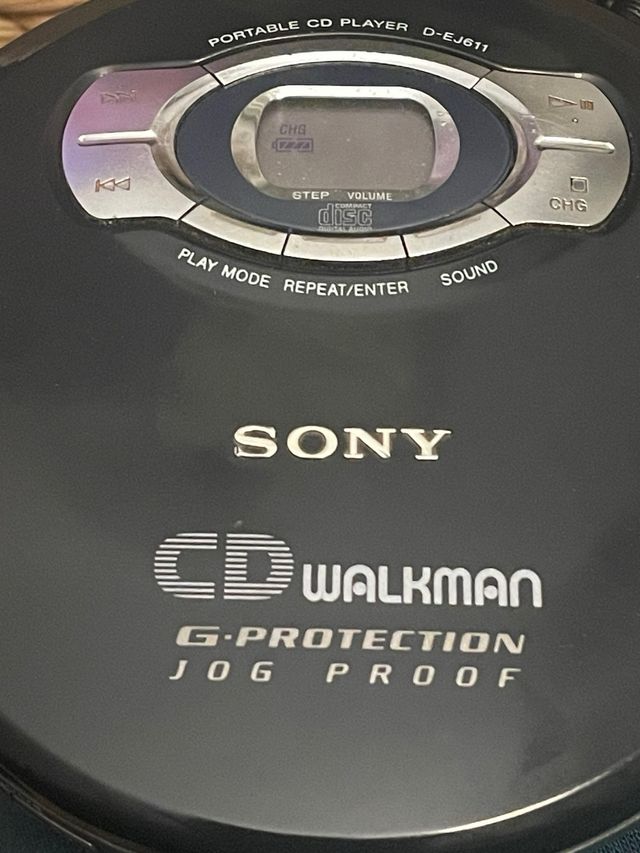 PORTABLE CD PLAYER D-EJ611
CHG
STEP VOLUME
COMPACT
disc
DIGITAL AUDIO
CHG
PLAY MODE REPEAT/ENTER SOUND
SONY
CD WALKMAN
G-PROTECTION
JOG PROOF